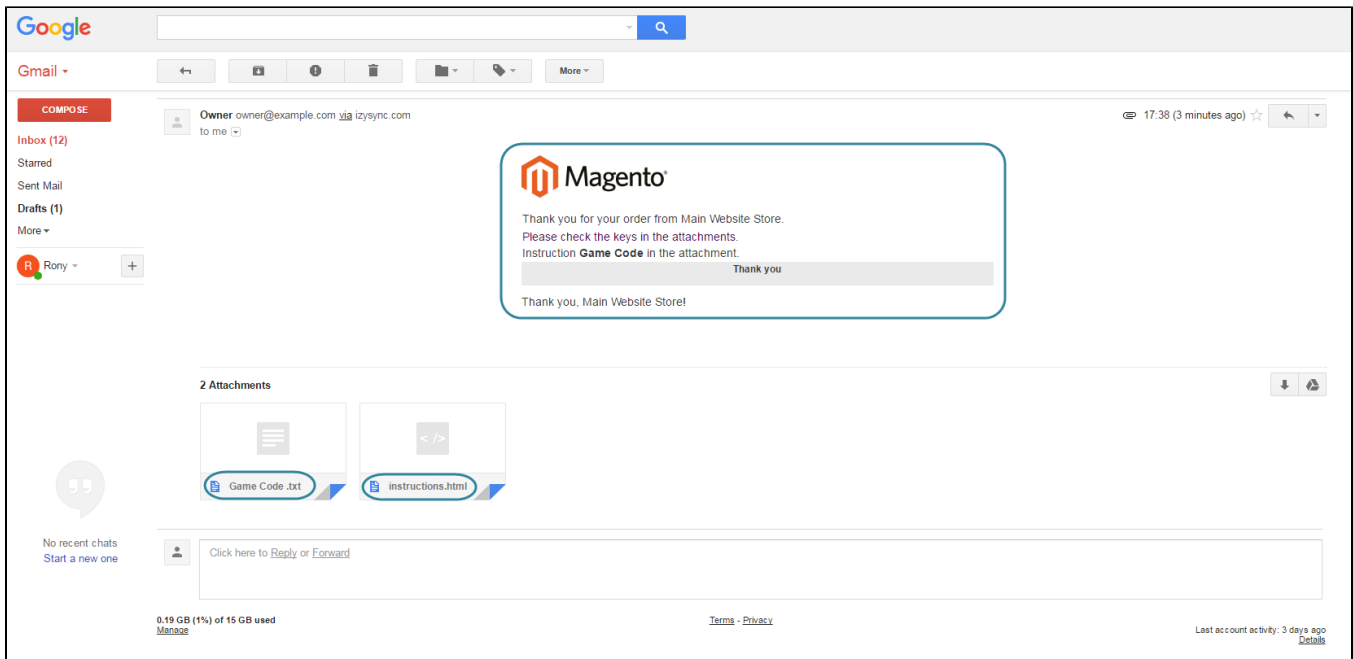 Google
Gmail
More
COMPOSE
Inbox (12)
Starred
Sent Mail
Drafts (1)
More
R Rony
+
Owner owner@example.com via izysync.com
17:38 (3 minutes ago)
to me
Magento
Thank you for your order from Main Website Store.
Please check the keys in the attachments.
Instruction Game Code in the attachment.
Thank you
Thank you, Main Website Store!
2 Attachments
</>
Game Code .txt
instructions.html
No recent chats
Start a new one
Click here to Reply or Forward
0.19 GB (1%) of 15 GB used
Manage
Terms - Privacy
Last account activity: 3 days ago
Details